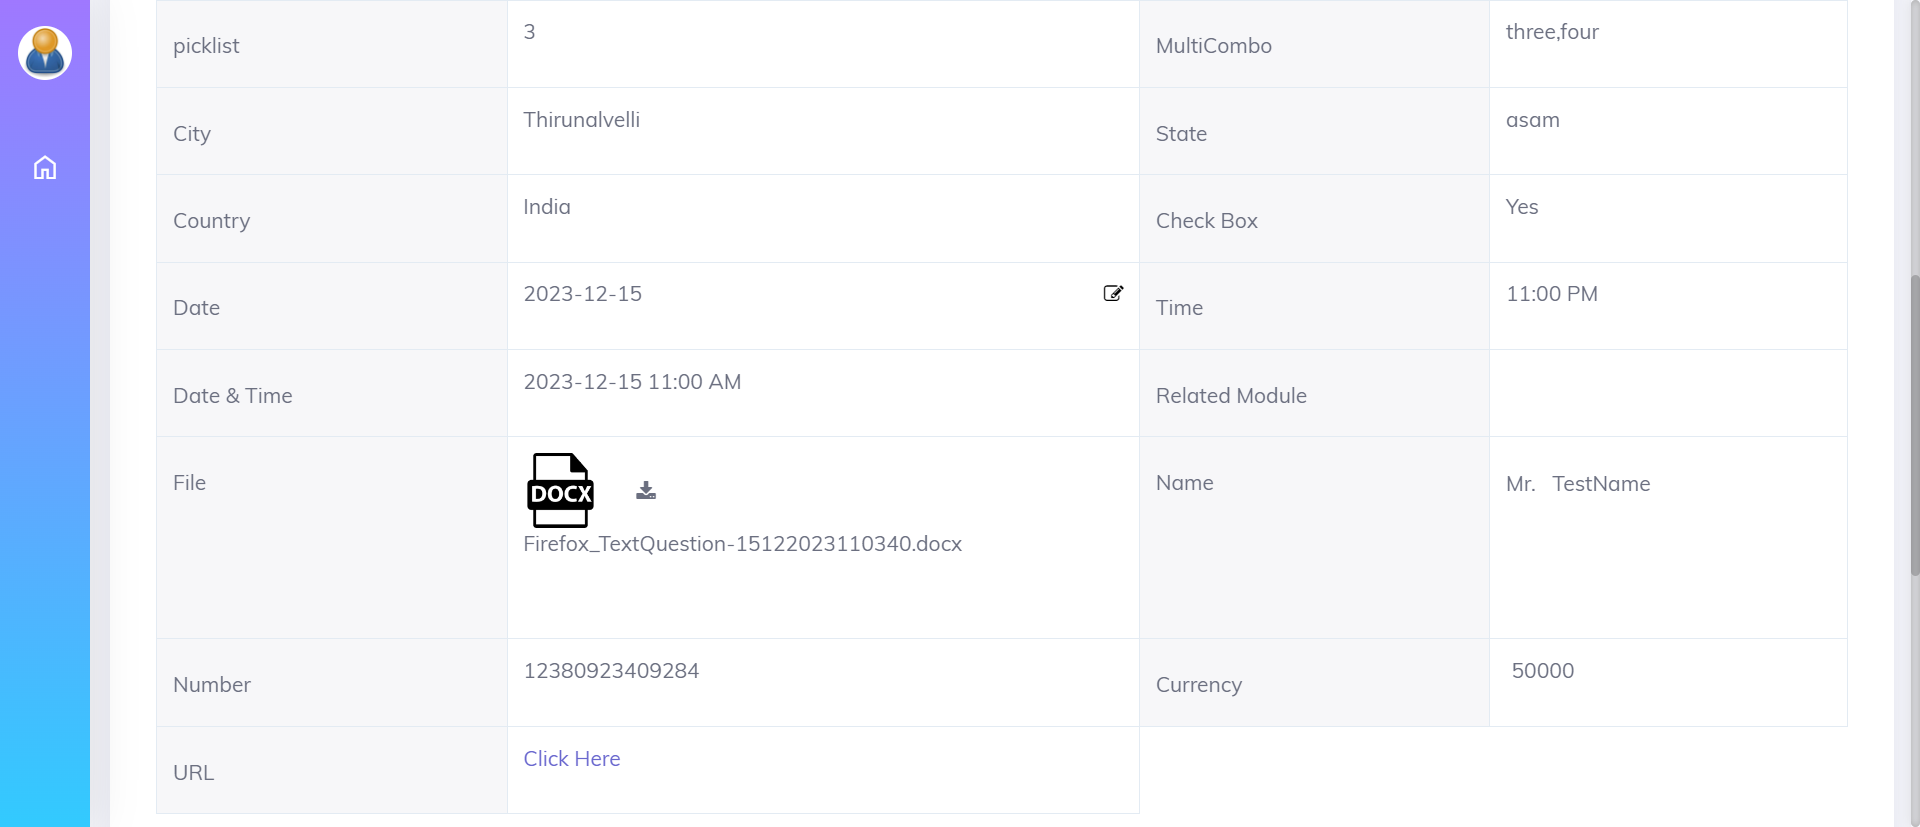 picklist
3
MultiCombo
three,four
City
Thirunalvelli
State
asam
Country
India
Check Box
Yes
Date
2023-12-15
Time
11:00 PM
Date & Time
2023-12-15 11:00 AM
Related Module
File
DOCX
Firefox_TextQuestion-15122023110340.docx
Name
Mr. TestName
Number
12380923409284
Currency
50000
URL
Click Here